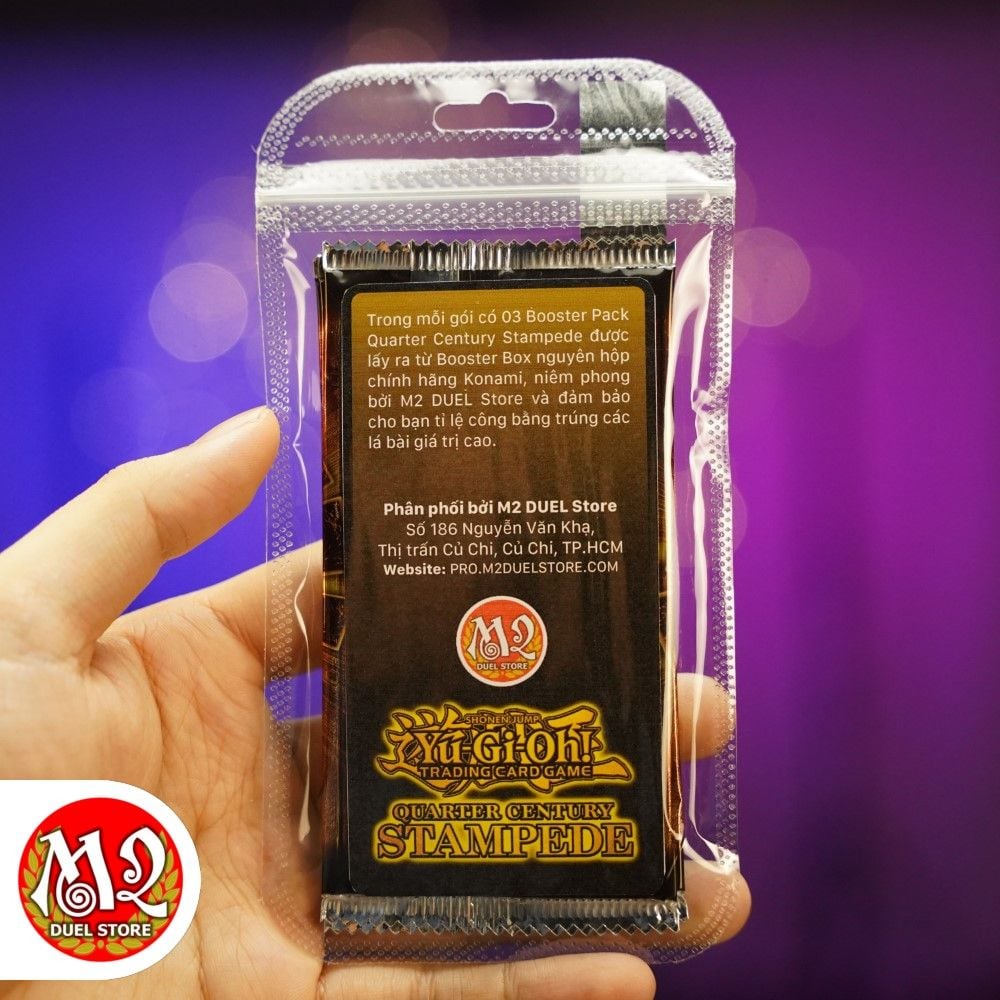 Trong mỗi gói có 03 Booster Pack
Quarter Century Stampede được
lấy ra từ Booster Box nguyên hộp
chính hãng Konami, niêm phong
bởi M2 DUEL Store và đảm bảo
cho bạn tỉ lệ công bằng trúng các
lá bài giá trị cao.
Phân phối bởi M2 DUEL Store
Số 186 Nguyễn Văn Khạ,
Thị trấn Củ Chi, Củ Chi, TP.HCM
Website: PRO.M2DUELSTORE.COM
M2
DUEL STORE
SHONEN JUMP
Yu-Gi-Oh!
TRADING CARD GAME
QUARTER CENTURY
STAMPEDE
M2
DUEL STORE